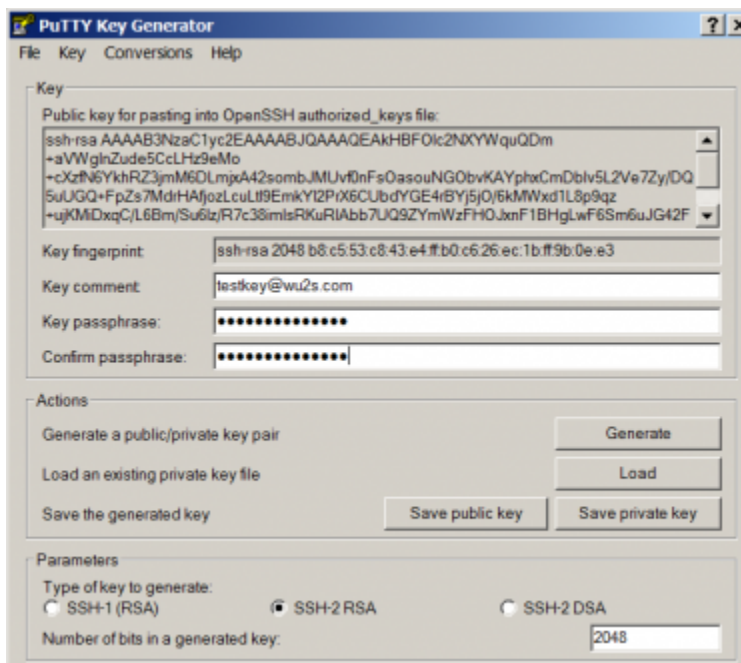 PuTTY Key Generator
File Key Conversions Help
Key
Public key for pasting into OpenSSH authorized_keys file:
ssh-rsa AAAAB3NzaC1yc2EAAAABJQAAAQEAkHBFOlc2NXYWquQDm
+aVWglnZude5CcLHz9eMo
+cXzfN6YkhRZ3jmM6DLmjxA42sombJMUvf0nFsOasouNGObvKAYphxCmDbIv5L2Ve7Zy/DQ
5uUGQ+FpZs7MdrHAfjozLcuLtI9EmkYl2PrX6CUbdYGE4rBYj5jO/6kMWxd1L8p9qz
+ujKMiDxqC/L6Bm/Su6lz/R7c38imlsRKuRlAbb7UQ9ZYmWzFHOJxnF1BHgLwF6Sm6uJG42F
Key fingerprint: ssh-rsa 2048 b8:c5:53:c8:43:e4:ff:b0:c6:26:ec:1b:ff:9b:0e:e3
Key comment: testkey@wu2s.com
Key passphrase: ••••••••••••••
Confirm passphrase: ••••••••••••••
Actions
Generate a public/private key pair Generate
Load an existing private key file Load
Save the generated key Save public key Save private key
Parameters
Type of key to generate:
SSH-1 (RSA) SSH-2 RSA SSH-2 DSA
Number of bits in a generated key: 2048